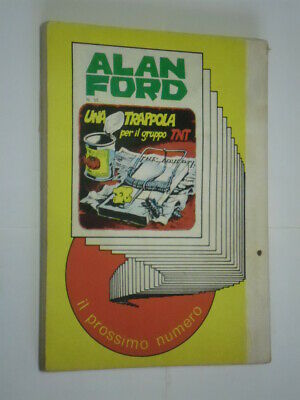 ALAN
FORD
UNA TRAPPOLA
per il gruppo TNT
il prossimo numero